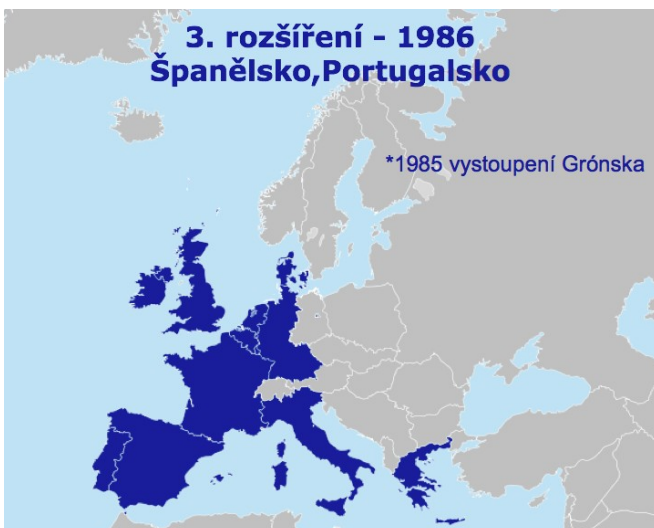 3. rozšíření - 1986
Španělsko,Portugalsko
*1985 vystoupení Grónska